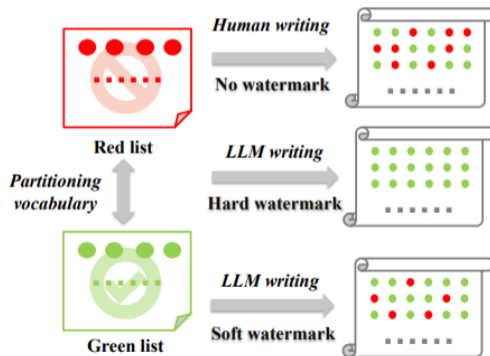 Human writing
No watermark
Red list
Partitioning
vocabulary
LLM writing
Hard watermark
LLM writing
Soft watermark
Green list